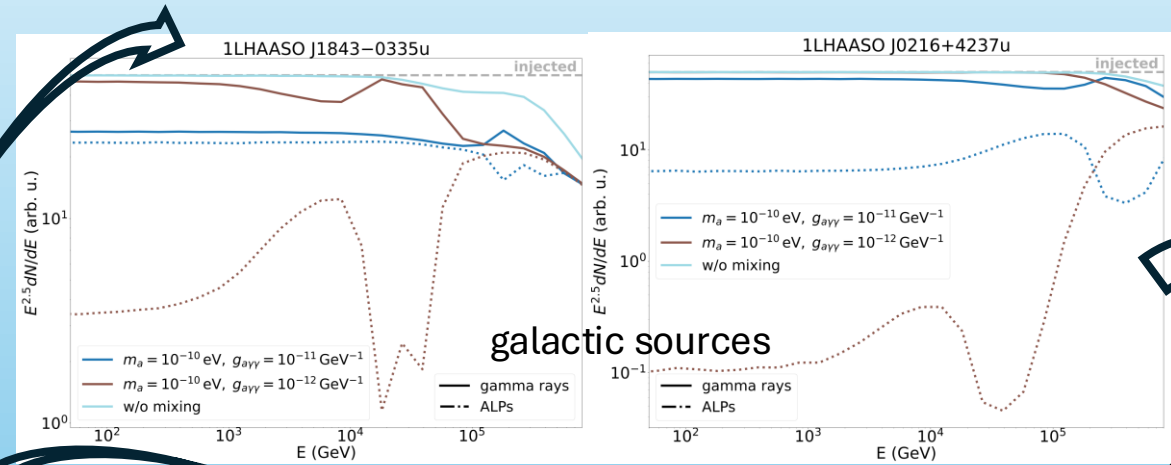 1LHAASO J1843−0335u
injected
E^2.5 dN/dE (arb. u.)
10^1
10^0
m_a = 10^−10 eV, g_aγγ = 10^−11 GeV^−1
m_a = 10^−10 eV, g_aγγ = 10^−12 GeV^−1
w/o mixing
gamma rays
ALPs
10^2 10^3 10^4 10^5
E (GeV)
galactic sources
1LHAASO J0216+4237u
injected
E^2.5 dN/dE (arb. u.)
10^1
10^0
10^−1
m_a = 10^−10 eV, g_aγγ = 10^−11 GeV^−1
m_a = 10^−10 eV, g_aγγ = 10^−12 GeV^−1
w/o mixing
gamma rays
ALPs
10^2 10^3 10^4 10^5
E (GeV)